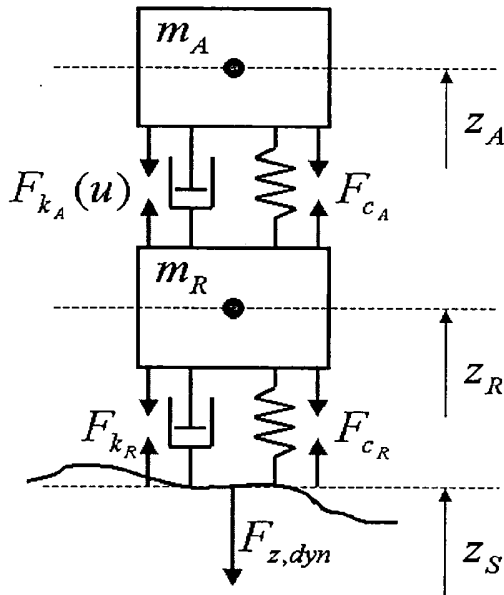 m_A
z_A
F_{k_A}(u)
F_{c_A}
m_R
z_R
F_{k_R}
F_{c_R}
F_{z,dyn}
z_S